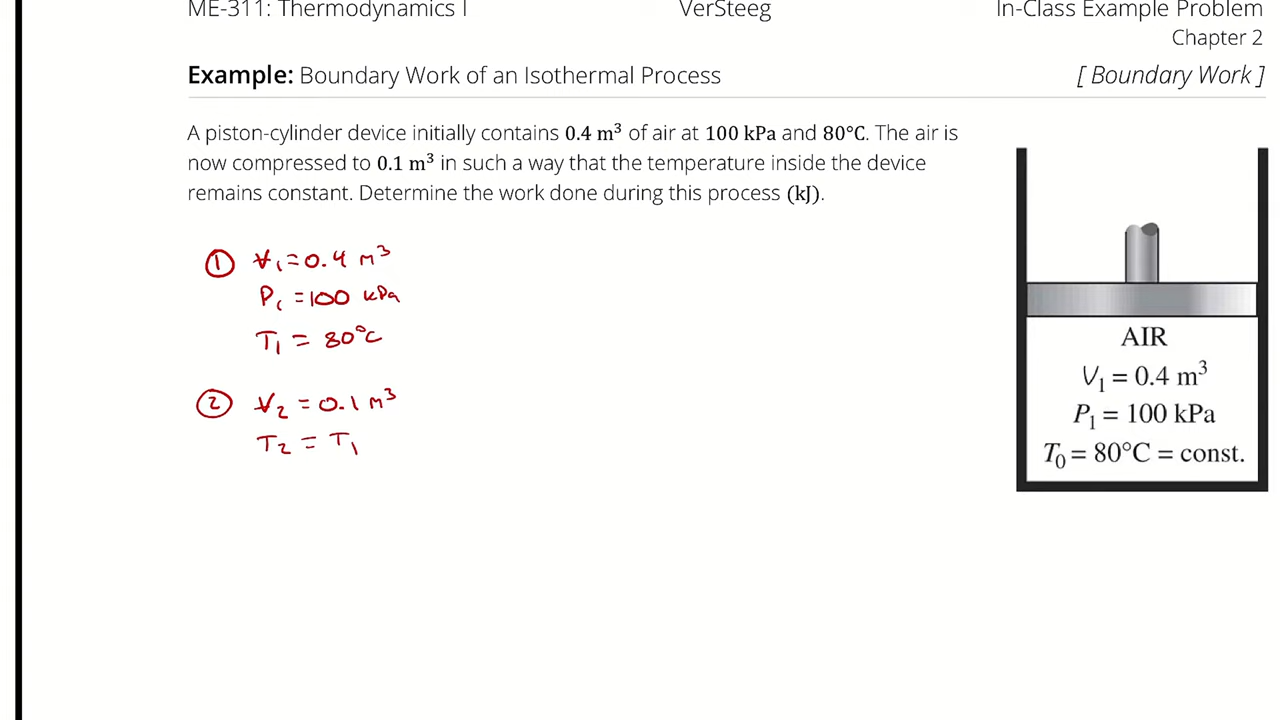 ME-311: Thermodynamics I VerSteeg In-Class Example Problem
Chapter 2
Example: Boundary Work of an Isothermal Process [ Boundary Work ]
A piston-cylinder device initially contains 0.4 m³ of air at 100 kPa and 80°C. The air is
now compressed to 0.1 m³ in such a way that the temperature inside the device
remains constant. Determine the work done during this process (kJ).
① V₁ = 0.4 m³
P₁ = 100 kPa
T₁ = 80°C
② V₂ = 0.1 m³
T₂ = T₁
AIR
V₁ = 0.4 m³
P₁ = 100 kPa
T₀ = 80°C = const.